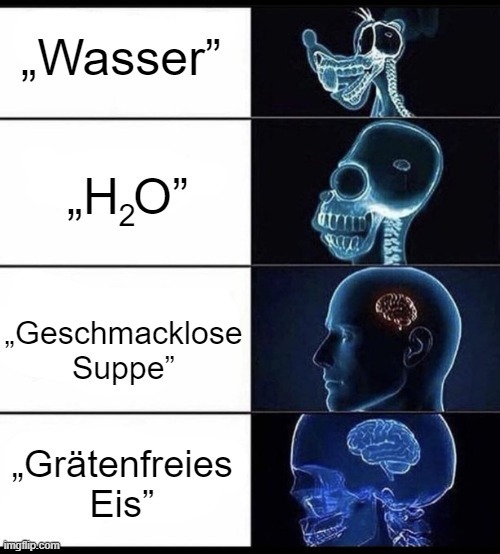 „Wasser”
„H₂O”
„Geschmacklose
Suppe”
„Grätenfreies
Eis”
imgflip.com